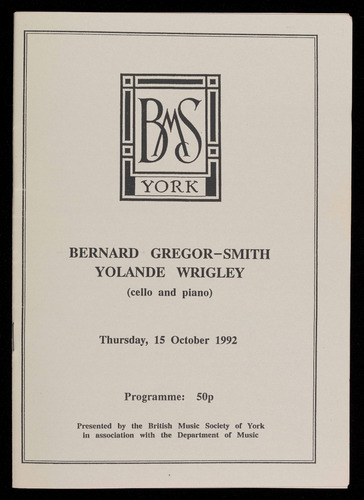 BMS
YORK
BERNARD GREGOR-SMITH
YOLANDE WRIGLEY
(cello and piano)
Thursday, 15 October 1992
Programme: 50p
Presented by the British Music Society of York
in association with the Department of Music